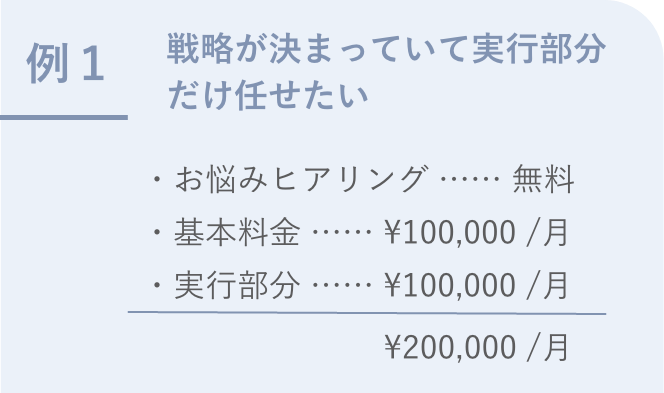 例1
戦略が決まっていて実行部分
だけ任せたい
・お悩みヒアリング …… 無料
・基本料金 …… ¥100,000 /月
・実行部分 …… ¥100,000 /月
¥200,000 /月